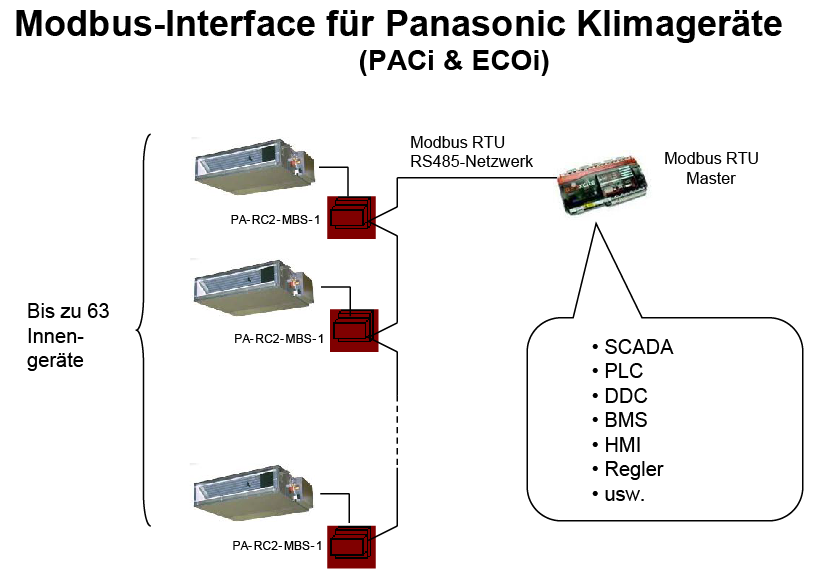 Modbus-Interface für Panasonic Klimageräte
(PACi & ECOi)
Modbus RTU
RS485-Netzwerk
Modbus RTU
Master
PA-RC2-MBS-1
Bis zu 63
Innen-
geräte
PA-RC2-MBS-1
• SCADA
• PLC
• DDC
• BMS
• HMI
• Regler
• usw.
PA-RC2-MBS-1